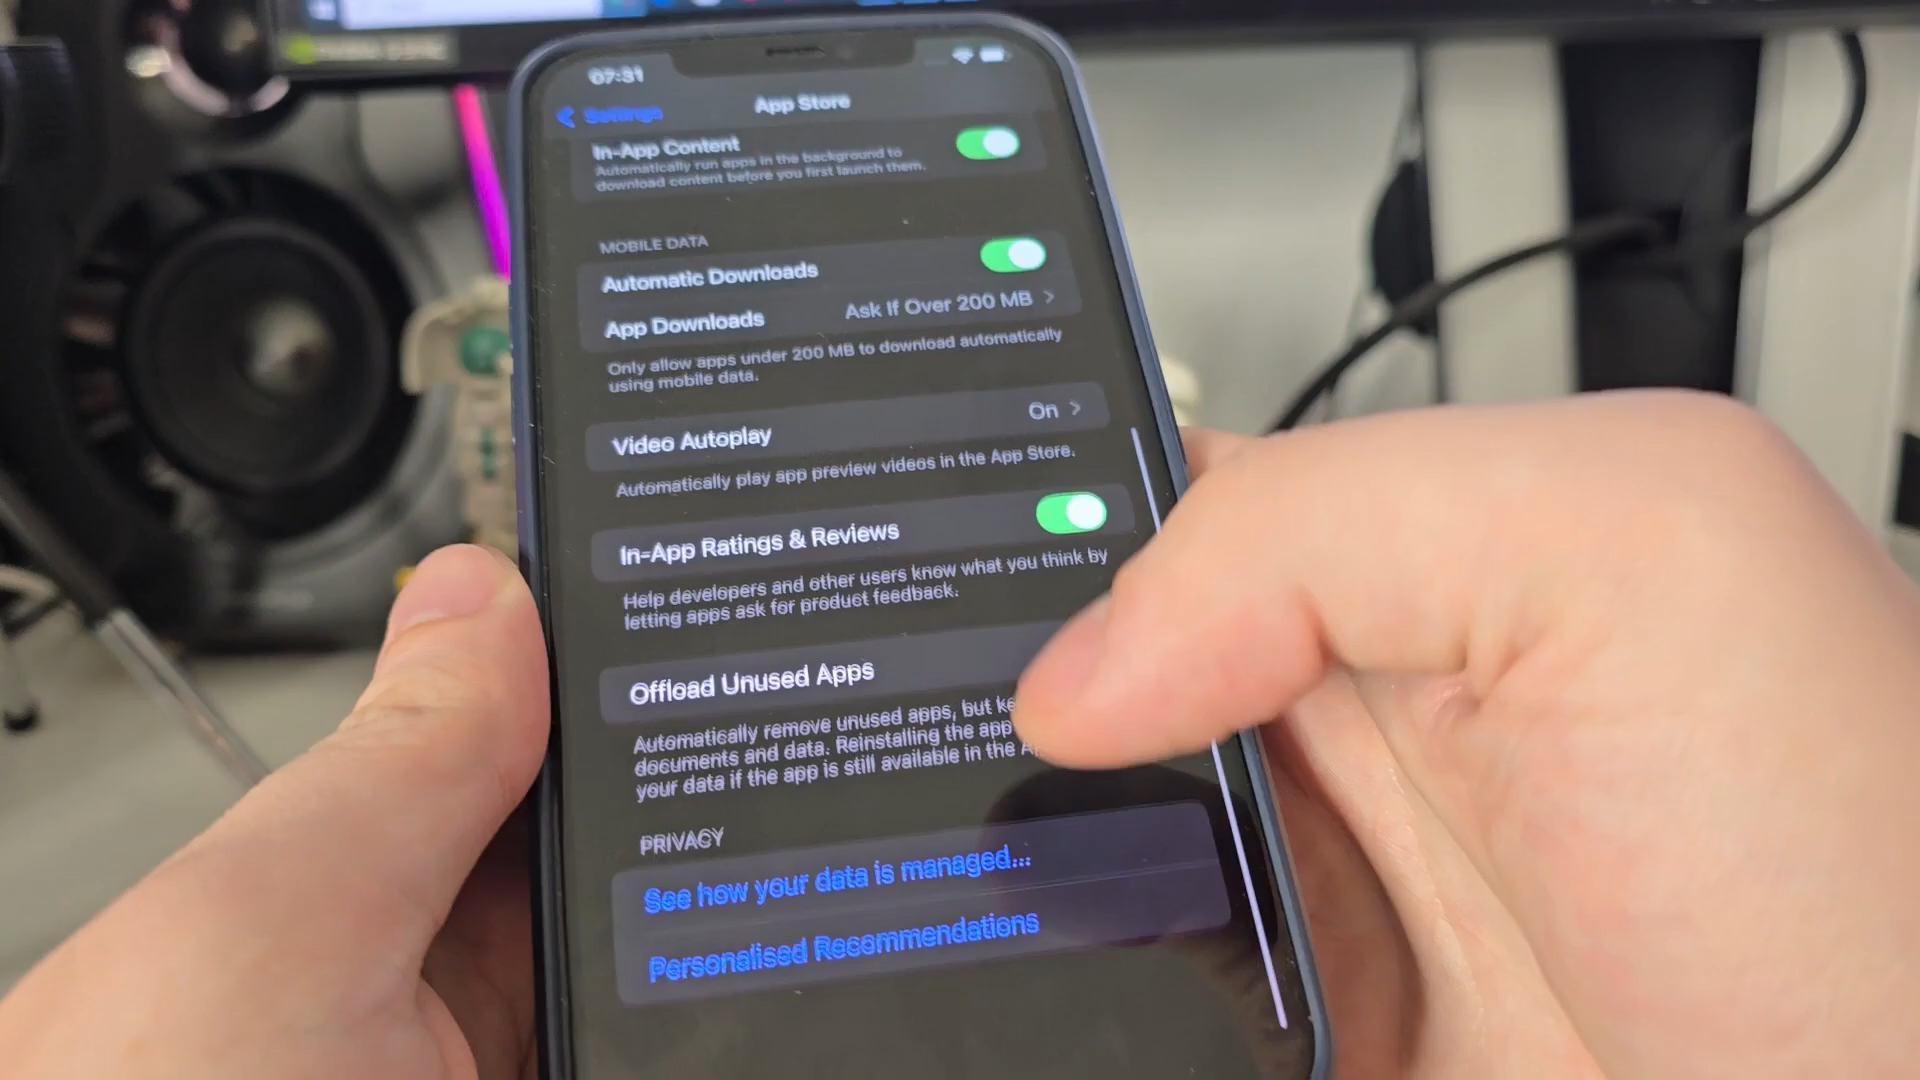 07:31
Settings
App Store
In-App Content
Automatically run apps in the background to
download content before you first launch them.
MOBILE DATA
Automatic Downloads
App Downloads Ask If Over 200 MB
Only allow apps under 200 MB to download automatically
using mobile data.
Video Autoplay On
Automatically play app preview videos in the App Store.
In-App Ratings & Reviews
Help developers and other users know what you think by
letting apps ask for product feedback.
Offload Unused Apps
Automatically remove unused apps, but
documents and data. Reinstalling the app
your data if the app is still available in the
PRIVACY
See how your data is managed...
Personalised Recommendations